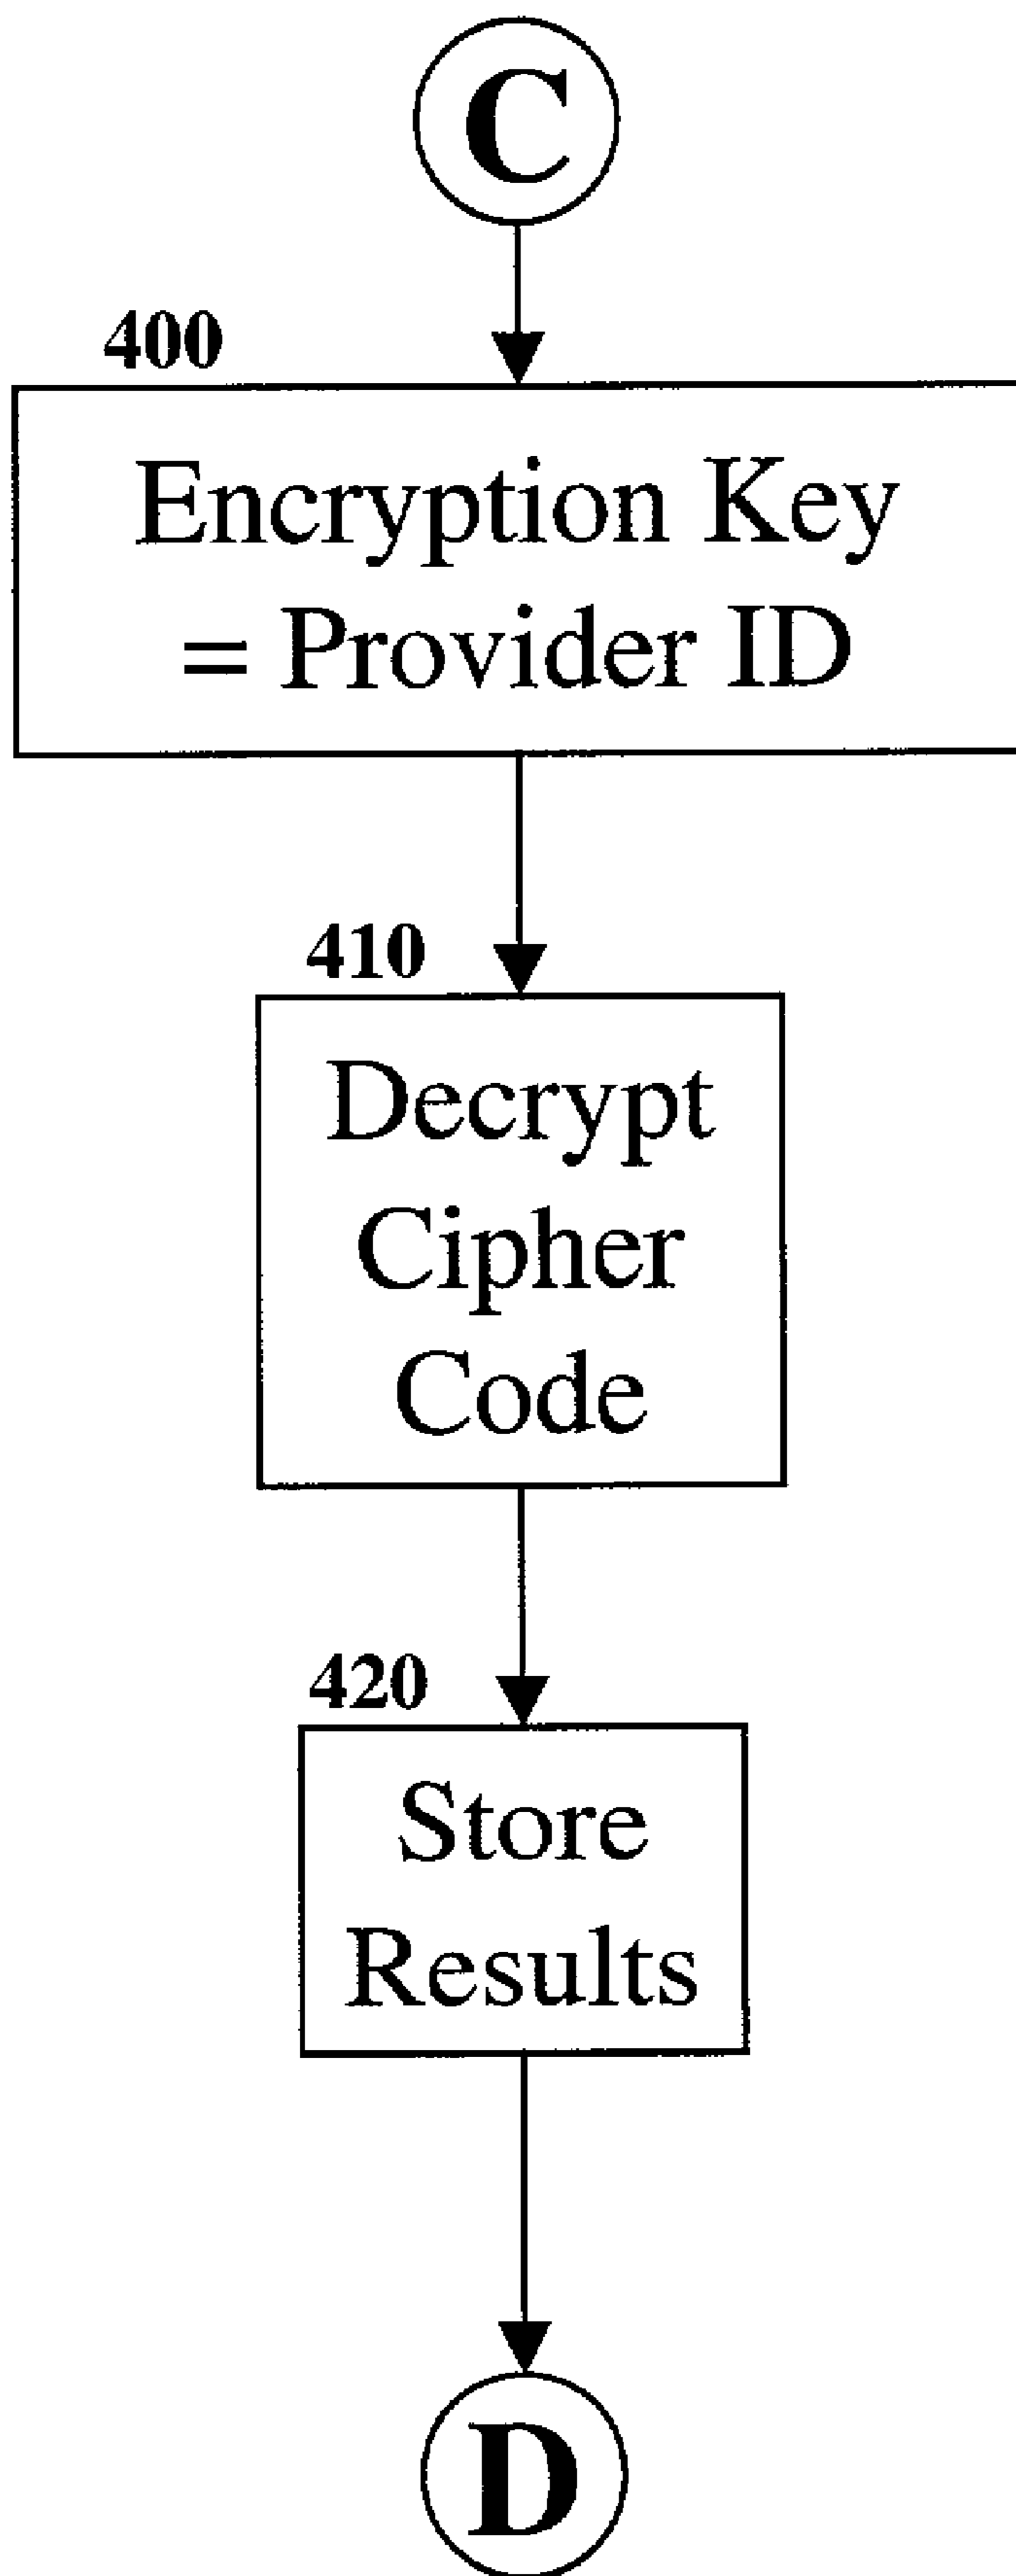 C
400
Encryption Key
= Provider ID
410
Decrypt
Cipher
Code
420
Store
Results
D